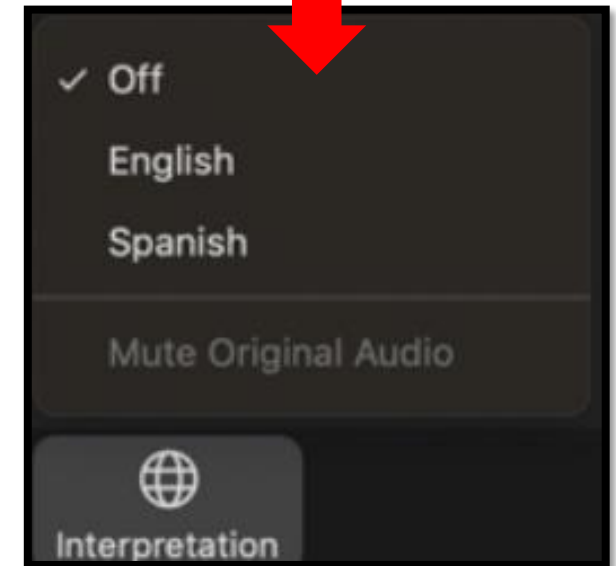 ✓ Off
English
Spanish
Mute Original Audio
Interpretation